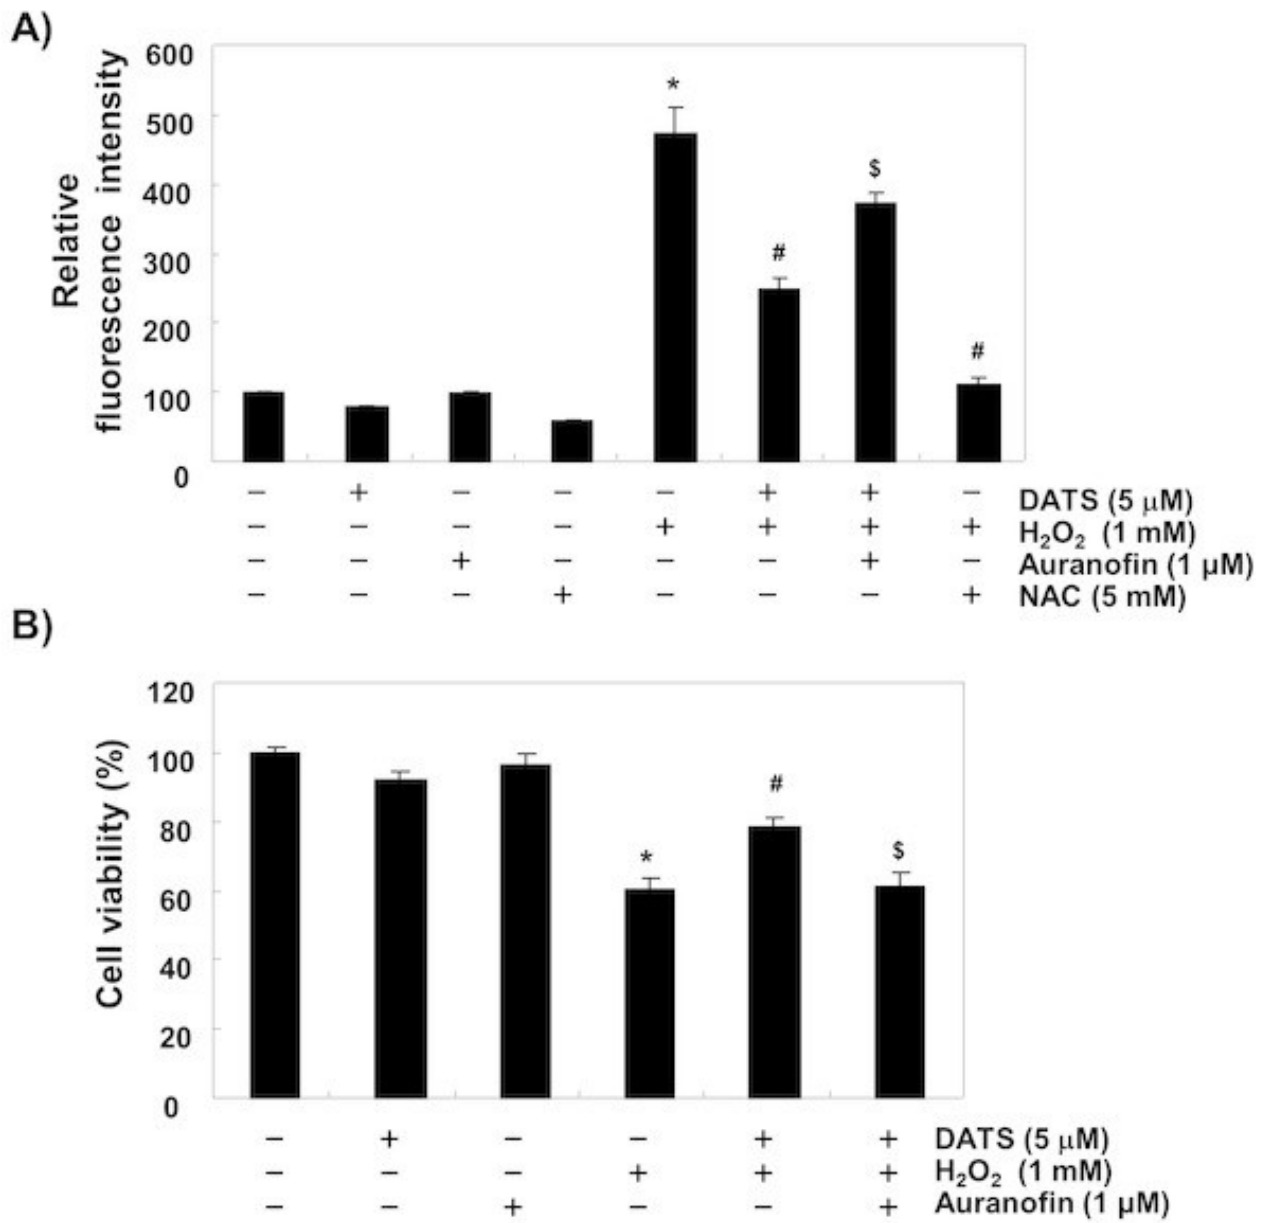 A)
Relative
fluorescence intensity
600
500
400
300
200
100
0
*
#
$
#
− + − − − + + − DATS (5 μM)
− − − − + + + + H₂O₂ (1 mM)
− − + − − − + − Auranofin (1 μM)
− − − + − − − + NAC (5 mM)
B)
Cell viability (%)
120
100
80
60
40
20
0
*
#
$
− + − − + + DATS (5 μM)
− − − + + + H₂O₂ (1 mM)
− − + − − + Auranofin (1 μM)